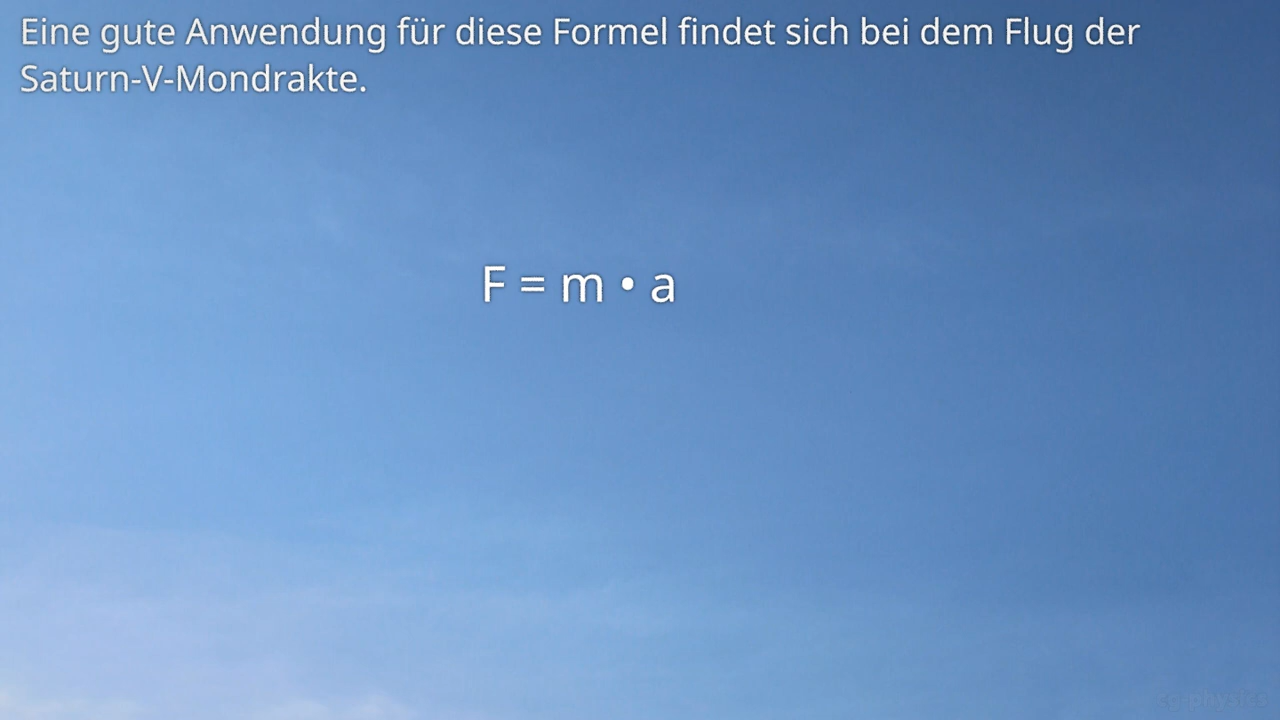 Eine gute Anwendung für diese Formel findet sich bei dem Flug der
Saturn-V-Mondrakte.
F = m • a